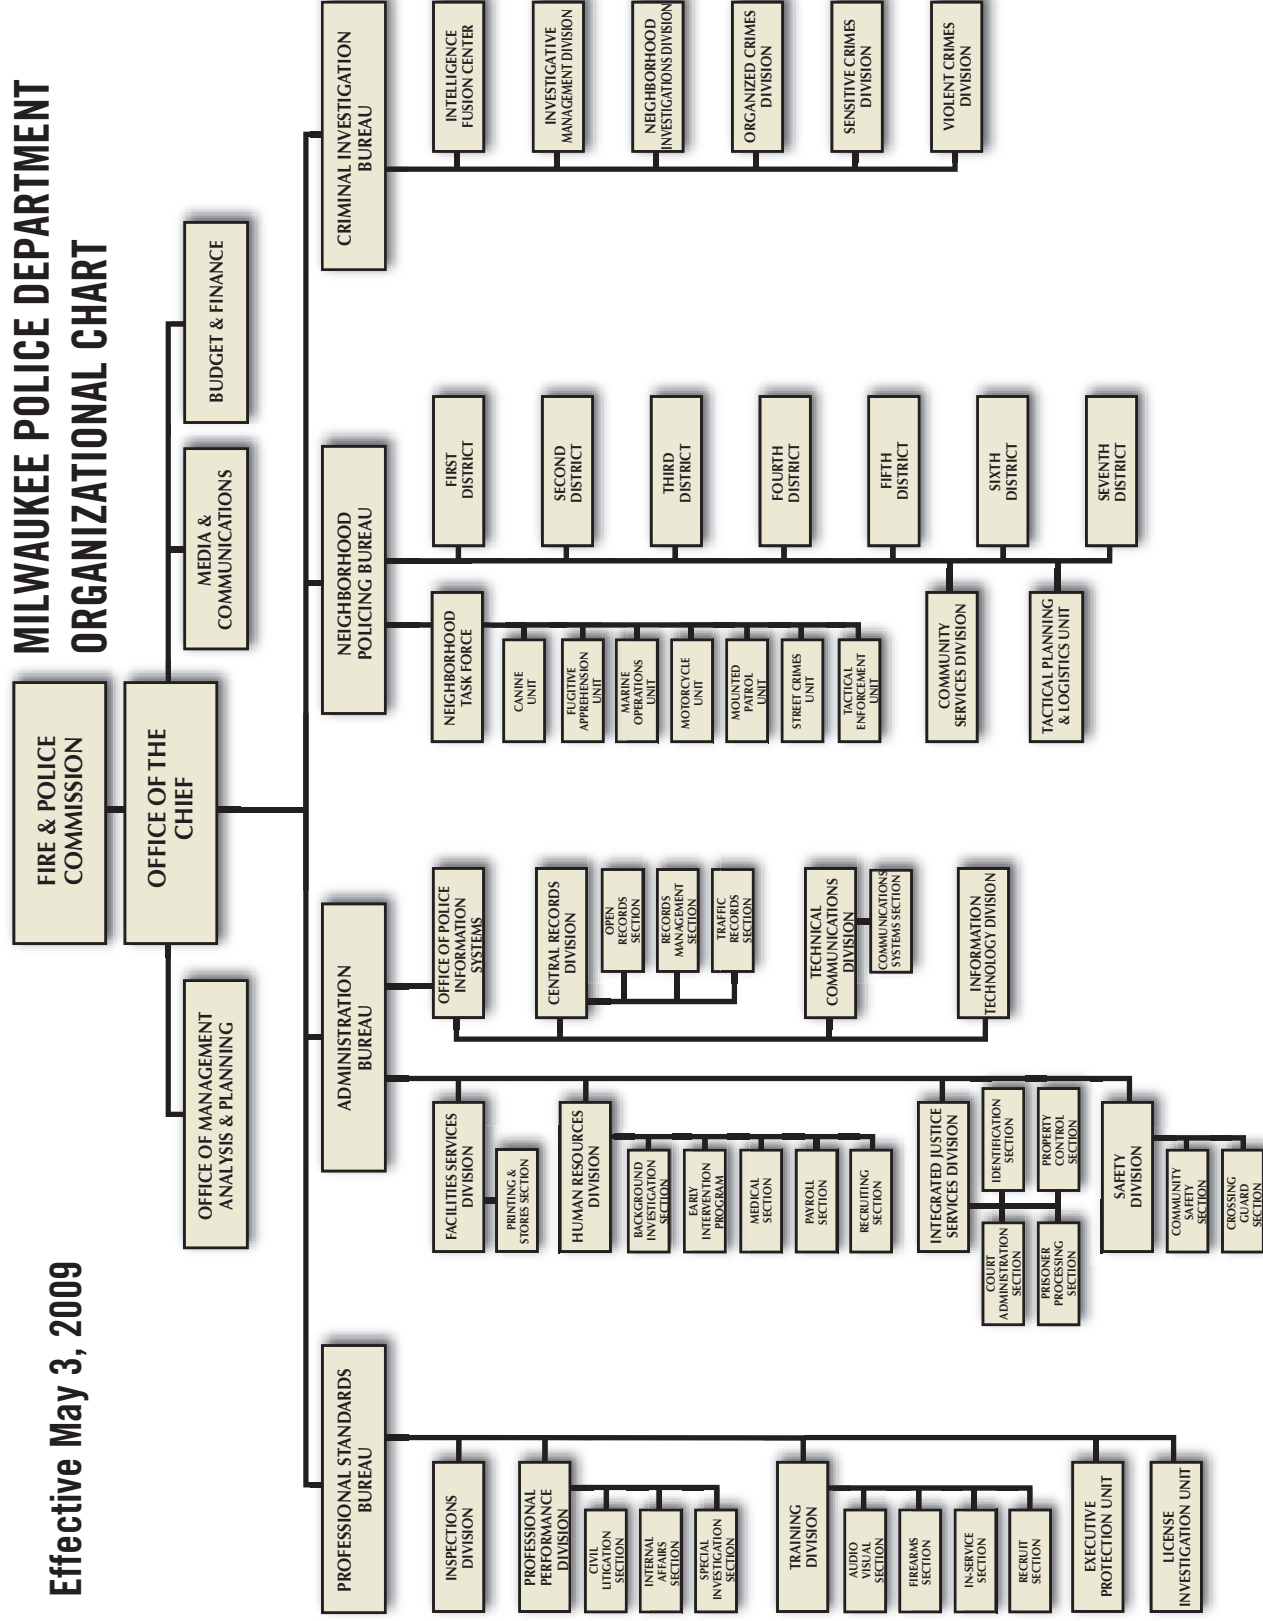 MILWAUKEE POLICE DEPARTMENT
ORGANIZATIONAL CHART
Effective May 3, 2009
FIRE & POLICE
COMMISSION
OFFICE OF THE
CHIEF
OFFICE OF MANAGEMENT
ANALYSIS & PLANNING
MEDIA &
COMMUNICATIONS
BUDGET & FINANCE
PROFESSIONAL STANDARDS
BUREAU
INSPECTIONS
DIVISION
PROFESSIONAL
PERFORMANCE
DIVISION
CIVIL
LITIGATION
SECTION
INTERNAL
AFFAIRS
SECTION
SPECIAL
INVESTIGATION
SECTION
TRAINING
DIVISION
AUDIO
VISUAL
SECTION
FIREARMS
SECTION
IN-SERVICE
SECTION
RECRUIT
SECTION
EXECUTIVE
PROTECTION UNIT
LICENSE
INVESTIGATION UNIT
ADMINISTRATION
BUREAU
FACILITIES SERVICES
DIVISION
PRINTING &
STORES SECTION
HUMAN RESOURCES
DIVISION
BACKGROUND
INVESTIGATION
SECTION
EARLY
INTERVENTION
PROGRAM
MEDICAL
SECTION
PAYROLL
SECTION
RECRUITING
SECTION
INTEGRATED JUSTICE
SERVICES DIVISION
COURT
ADMINISTRATION
SECTION
IDENTIFICATION
SECTION
PRISONER
PROCESSING
SECTION
PROPERTY
CONTROL
SECTION
SAFETY
DIVISION
COMMUNITY
SAFETY
SECTION
CROSSING
GUARD
SECTION
OFFICE OF POLICE
INFORMATION
SYSTEMS
CENTRAL RECORDS
DIVISION
OPEN
RECORDS
SECTION
RECORDS
MANAGEMENT
SECTION
TRAFFIC
RECORDS
SECTION
TECHNICAL
COMMUNICATIONS
DIVISION
COMMUNICATIONS
SYSTEMS SECTION
INFORMATION
TECHNOLOGY DIVISION
NEIGHBORHOOD
POLICING BUREAU
NEIGHBORHOOD
TASK FORCE
CANINE
UNIT
FUGITIVE
APPREHENSION
UNIT
MARINE
OPERATIONS
UNIT
MOTORCYCLE
UNIT
MOUNTED
PATROL
UNIT
STREET CRIMES
UNIT
TACTICAL
ENFORCEMENT
UNIT
COMMUNITY
SERVICES DIVISION
TACTICAL PLANNING
& LOGISTICS UNIT
FIRST
DISTRICT
SECOND
DISTRICT
THIRD
DISTRICT
FOURTH
DISTRICT
FIFTH
DISTRICT
SIXTH
DISTRICT
SEVENTH
DISTRICT
CRIMINAL INVESTIGATION
BUREAU
INTELLIGENCE
FUSION CENTER
INVESTIGATIVE
MANAGEMENT DIVISION
NEIGHBORHOOD
INVESTIGATIONS DIVISION
ORGANIZED CRIMES
DIVISION
SENSITIVE CRIMES
DIVISION
VIOLENT CRIMES
DIVISION